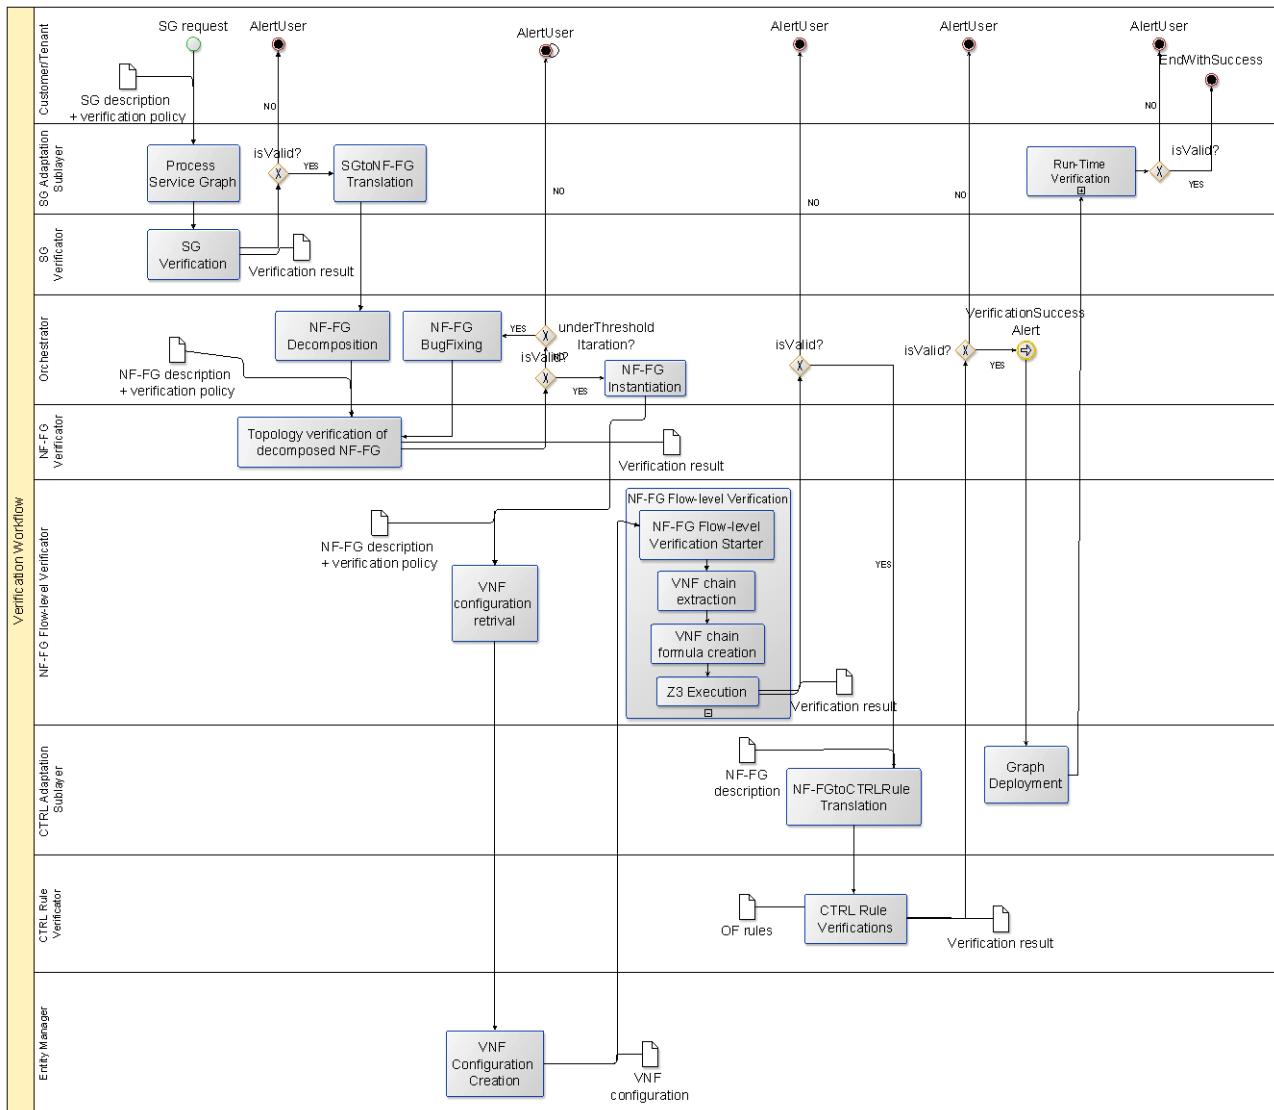 Verification Workflow
Customer/Tenant
SG request
AlertUser
AlertUser
AlertUser
AlertUser
AlertUser
EndWithSuccess
SG description
+ verification policy
NO
NO
NO
NO
NO
SG Adaptation
Sublayer
Process
Service Graph
isValid?
YES
SGtoNF-FG
Translation
Run-Time
Verification
isValid?
YES
SG
Verificator
SG
Verification
Verification result
Orchestrator
NF-FG
Decomposition
NF-FG
BugFixing
YES
underThreshold
Itaration?
isValid?
NO
YES
NF-FG
Instantiation
NF-FG description
+ verification policy
isValid?
isValid?
YES
VerificationSuccess
Alert
NF-FG
Verificator
Topology verification of
decomposed NF-FG
Verification result
NF-FG Flow-level Verificator
NF-FG description
+ verification policy
VNF
configuration
retrival
NF-FG Flow-level Verification
NF-FG Flow-level
Verification Starter
VNF chain
extraction
VNF chain
formula creation
Z3 Execution
Verification result
YES
CTRL Adaptation
Sublayer
NF-FG
description
NF-FGtoCTRLRule
Translation
Graph
Deployment
CTRL Rule
Verificator
OF rules
CTRL Rule
Verifications
Verification result
Entity Manager
VNF
Configuration
Creation
VNF
configuration